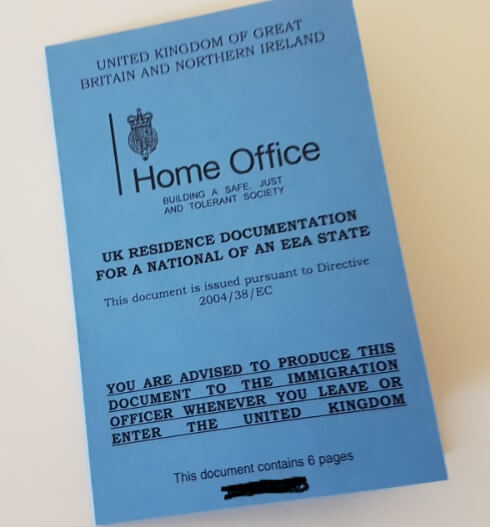 UNITED KINGDOM OF GREAT
BRITAIN AND NORTHERN IRELAND
Home Office
BUILDING A SAFE, JUST
AND TOLERANT SOCIETY
UK RESIDENCE DOCUMENTATION
FOR A NATIONAL OF AN EEA STATE
This document is issued pursuant to Directive
2004/38/EC
YOU ARE ADVISED TO PRODUCE THIS
DOCUMENT TO THE IMMIGRATION
OFFICER WHENEVER YOU LEAVE OR
ENTER THE UNITED KINGDOM
This document contains 6 pages